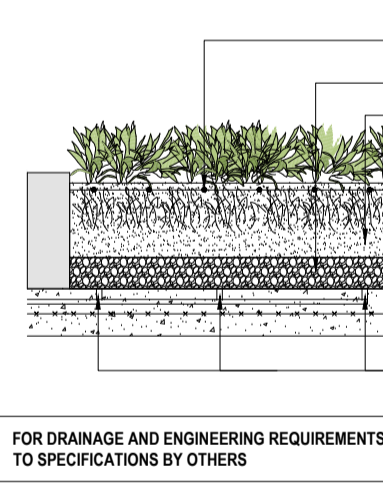 FOR DRAINAGE AND ENGINEERING REQUIREMENTS
TO SPECIFICATIONS BY OTHERS